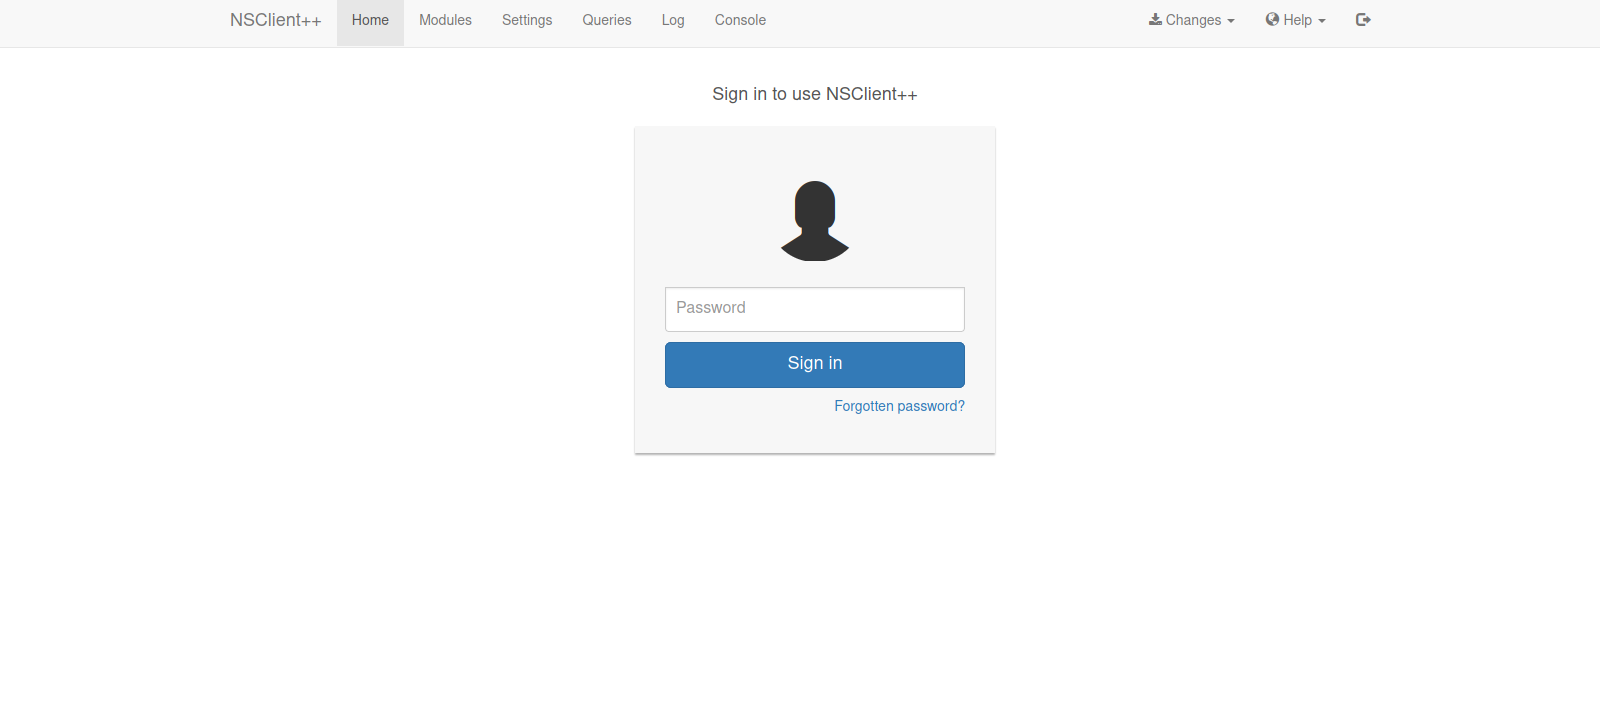 NSClient++ Home Modules Settings Queries Log Console Changes Help
Sign in to use NSClient++
Password
Sign in
Forgotten password?